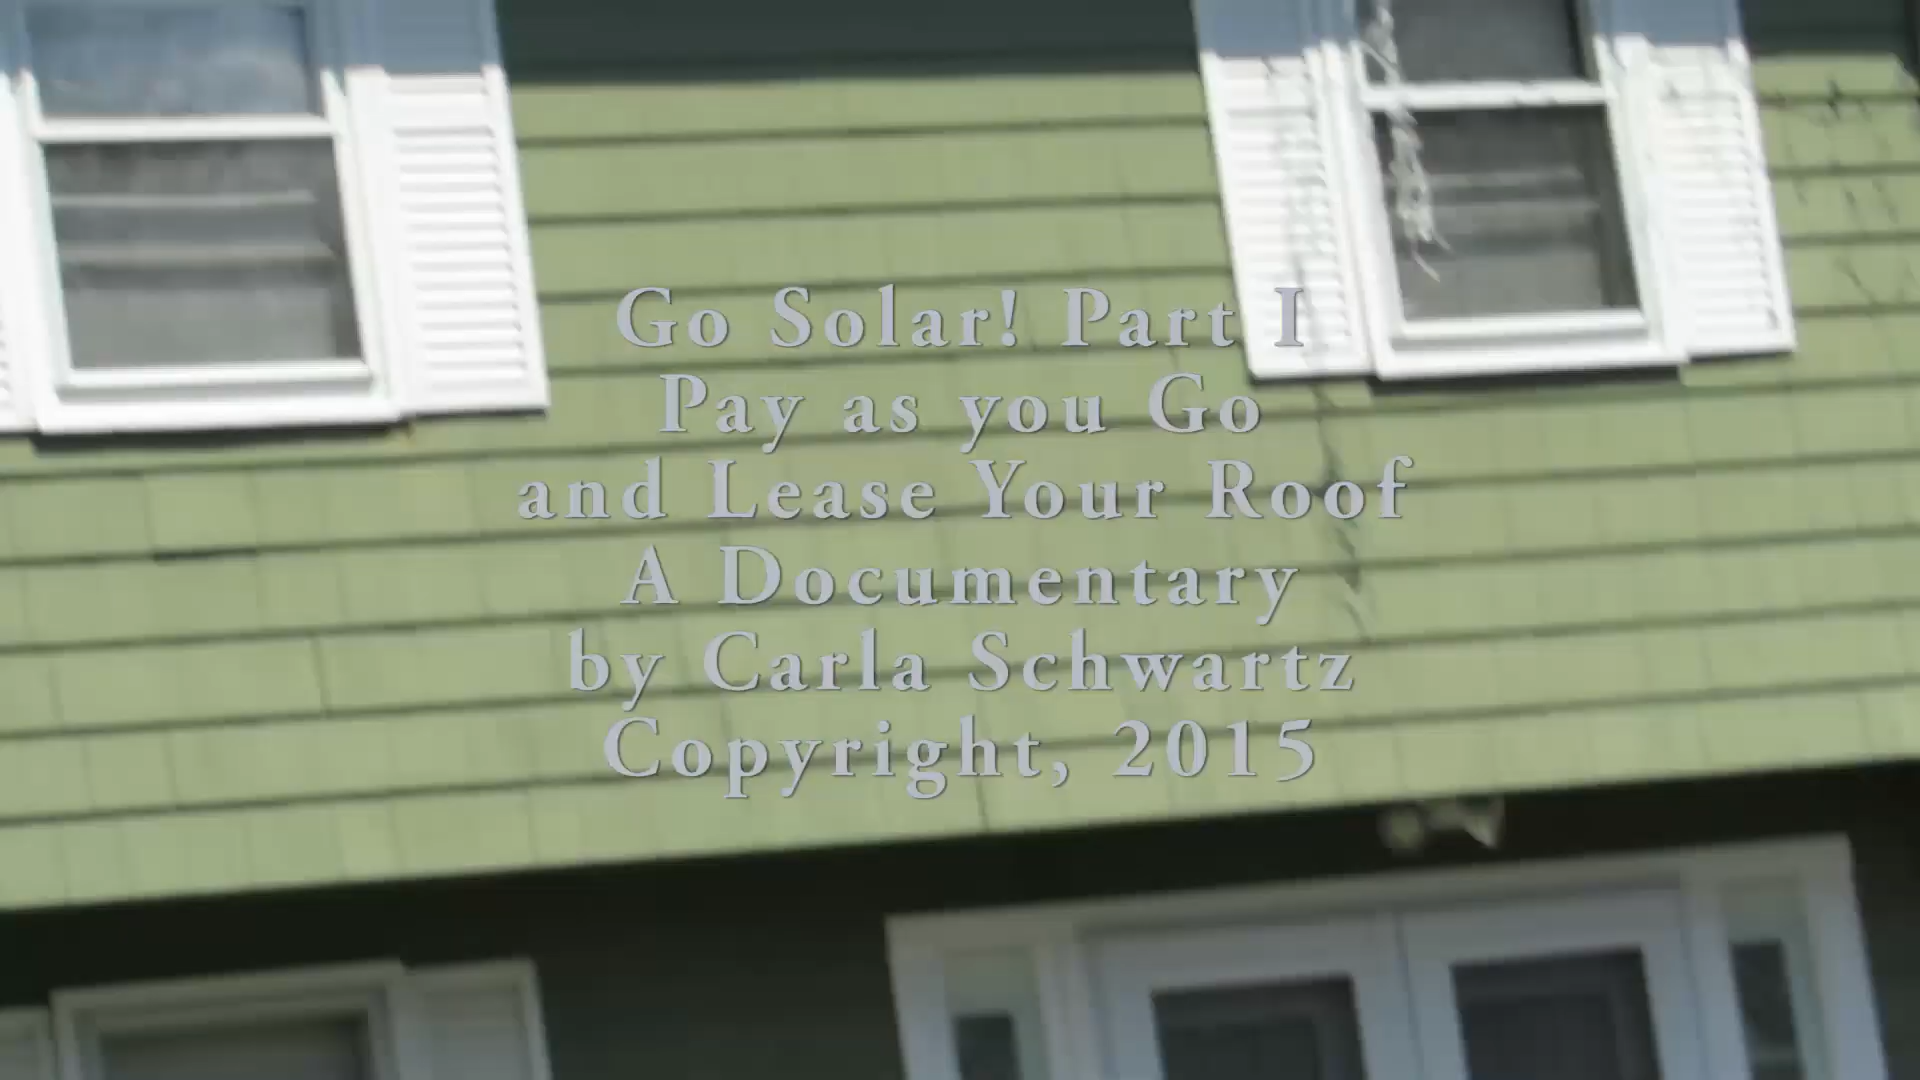 Go Solar! Part I
Pay as you Go
and Lease Your Roof
A Documentary
by Carla Schwartz
Copyright, 2015